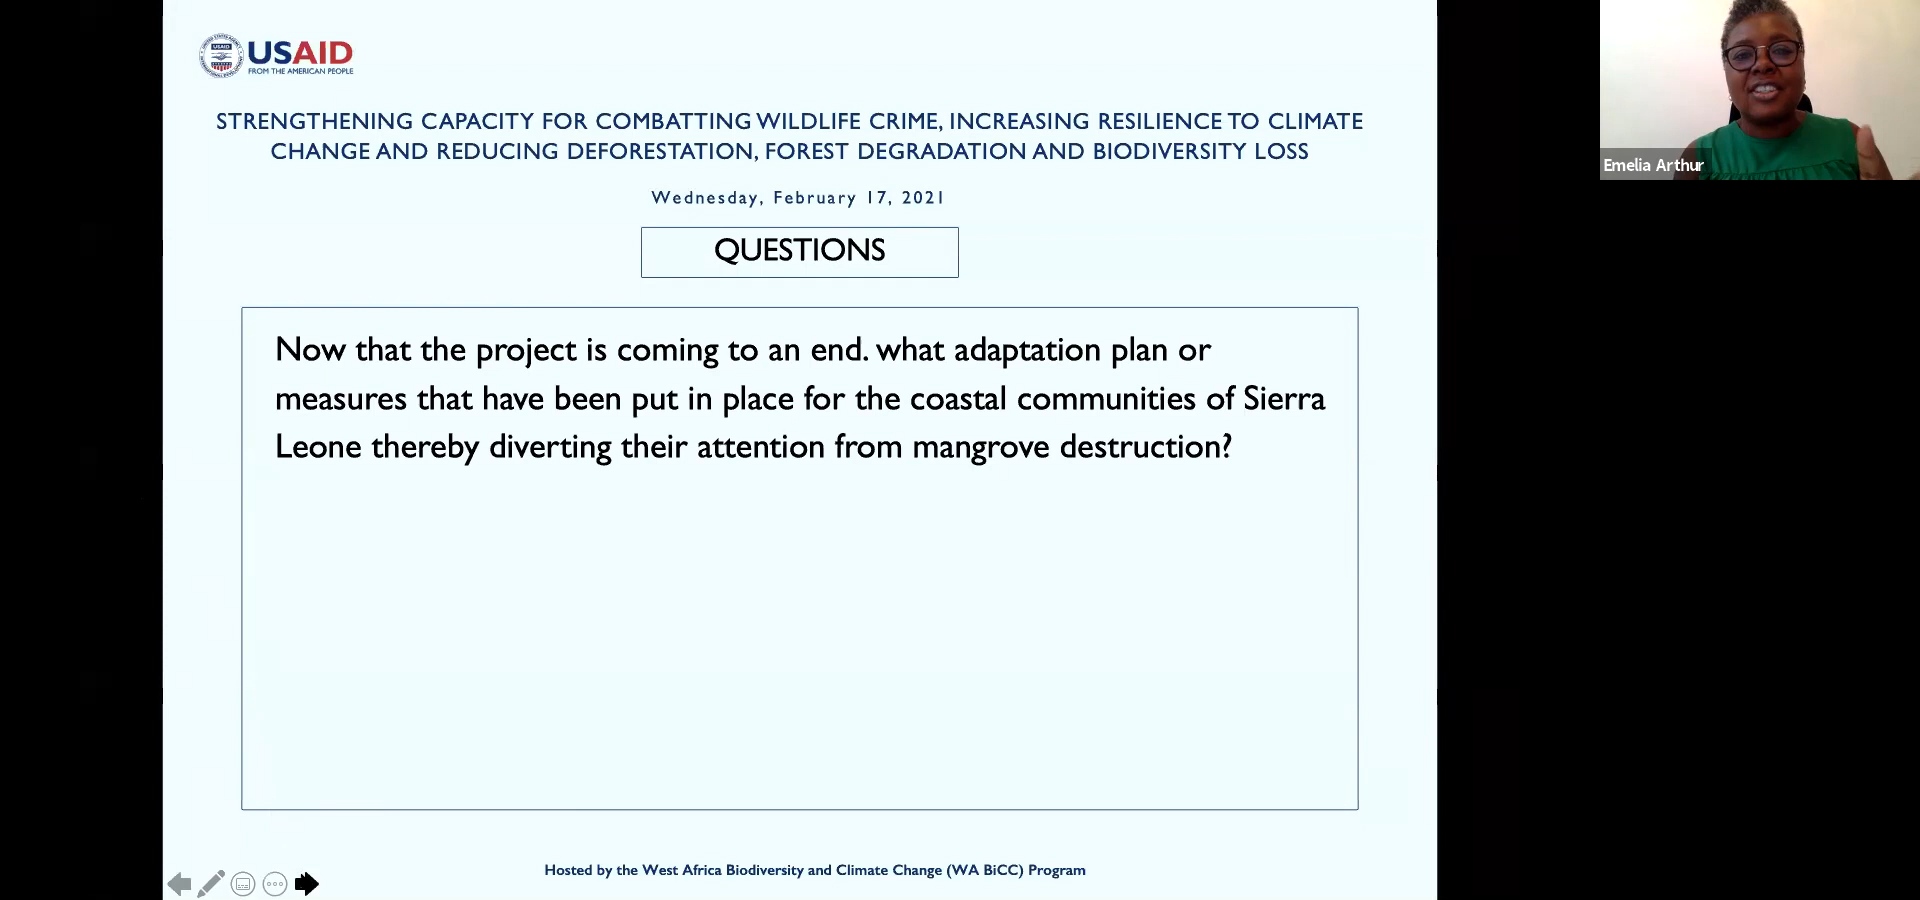 USAID
FROM THE AMERICAN PEOPLE
STRENGTHENING CAPACITY FOR COMBATTING WILDLIFE CRIME, INCREASING RESILIENCE TO CLIMATE
CHANGE AND REDUCING DEFORESTATION, FOREST DEGRADATION AND BIODIVERSITY LOSS
Wednesday, February 17, 2021
QUESTIONS
Now that the project is coming to an end. what adaptation plan or
measures that have been put in place for the coastal communities of Sierra
Leone thereby diverting their attention from mangrove destruction?
Hosted by the West Africa Biodiversity and Climate Change (WA BiCC) Program
Emelia Arthur